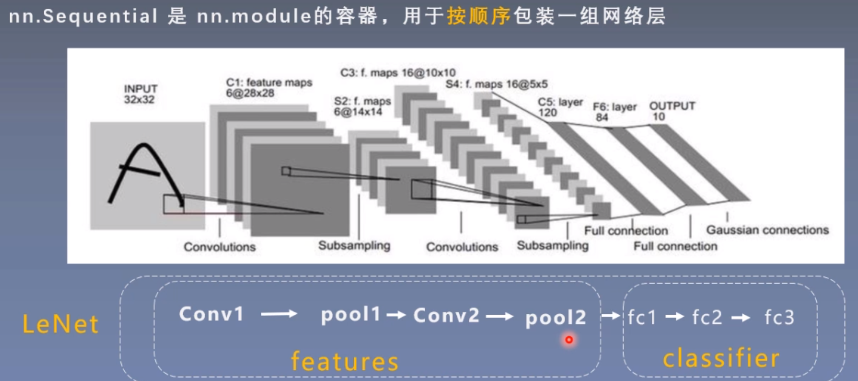 nn.Sequential 是 nn.module的容器，用于按顺序包装一组网络层
INPUT
32x32
C1: feature maps
6@28x28
S2: f. maps
6@14x14
C3: f. maps 16@10x10
S4: f. maps 16@5x5
C5: layer
120
F6: layer
84
OUTPUT
10
Convolutions
Subsampling
Convolutions
Subsampling
Full connection
Full connection
Gaussian connections
LeNet
Conv1 → pool1 → Conv2 → pool2 → fc1 → fc2 → fc3
features
classifier